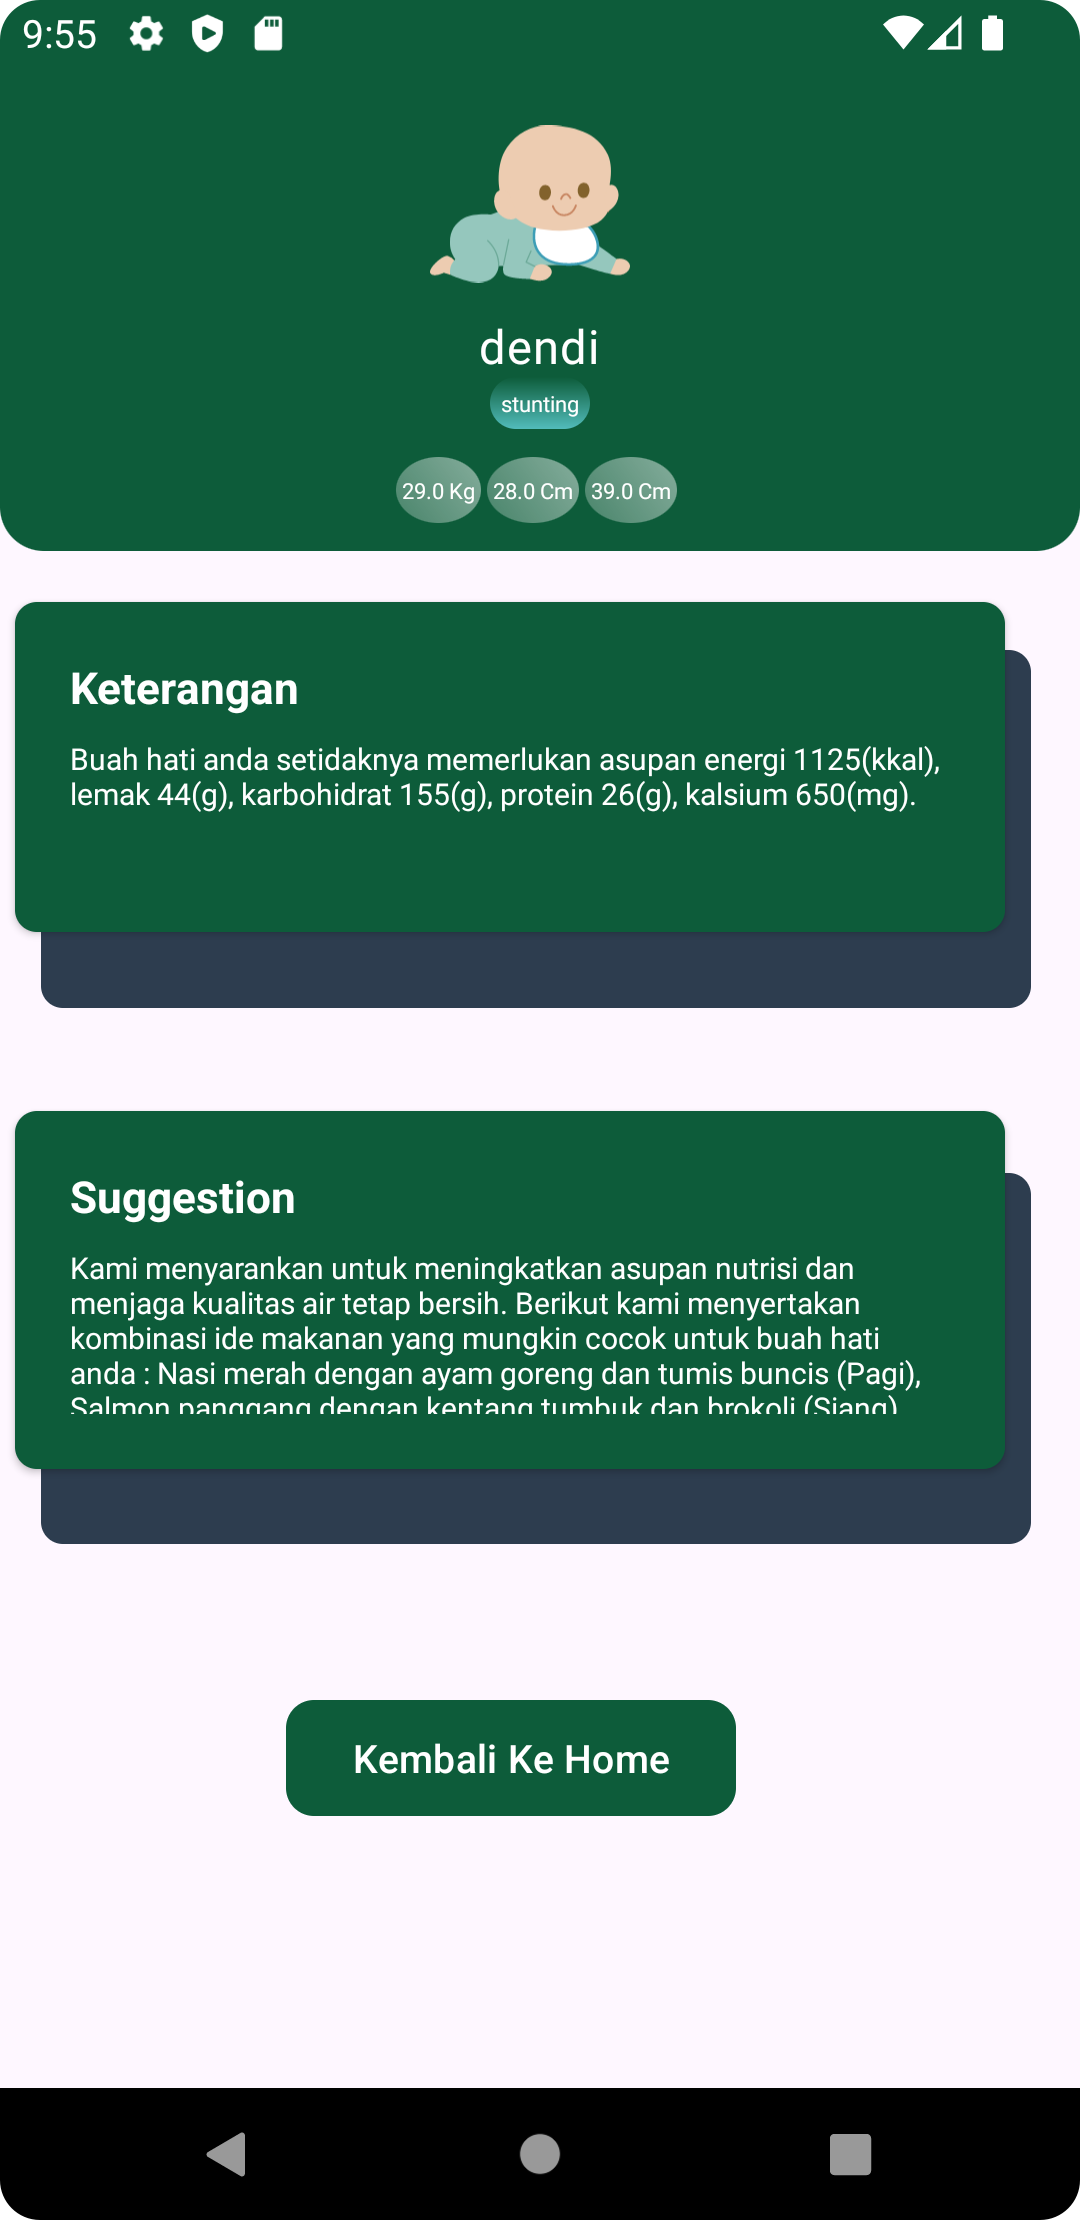 9:55
dendi
stunting
29.0 Kg 28.0 Cm 39.0 Cm
Keterangan
Buah hati anda setidaknya memerlukan asupan energi 1125(kkal),
lemak 44(g), karbohidrat 155(g), protein 26(g), kalsium 650(mg).
Suggestion
Kami menyarankan untuk meningkatkan asupan nutrisi dan
menjaga kualitas air tetap bersih. Berikut kami menyertakan
kombinasi ide makanan yang mungkin cocok untuk buah hati
anda : Nasi merah dengan ayam goreng dan tumis buncis (Pagi),
Salmon panggang dengan kentang tumbuk dan brokoli (Siang)
Kembali Ke Home